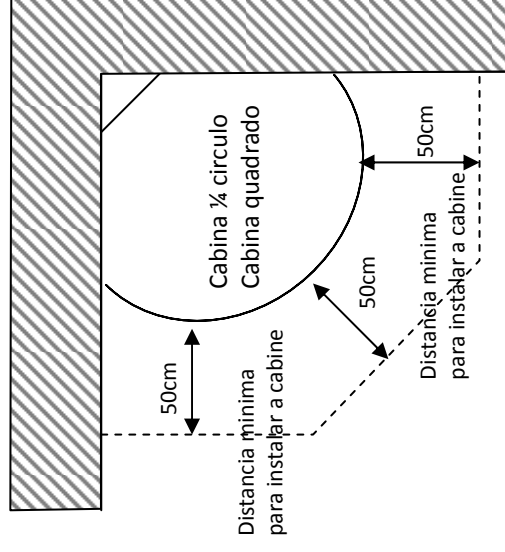 Cabina ¼ circulo
Cabina quadrado
50cm
Distancia minima
para instalar a cabine
50cm
50cm
Distancia minima
para instalar a cabine